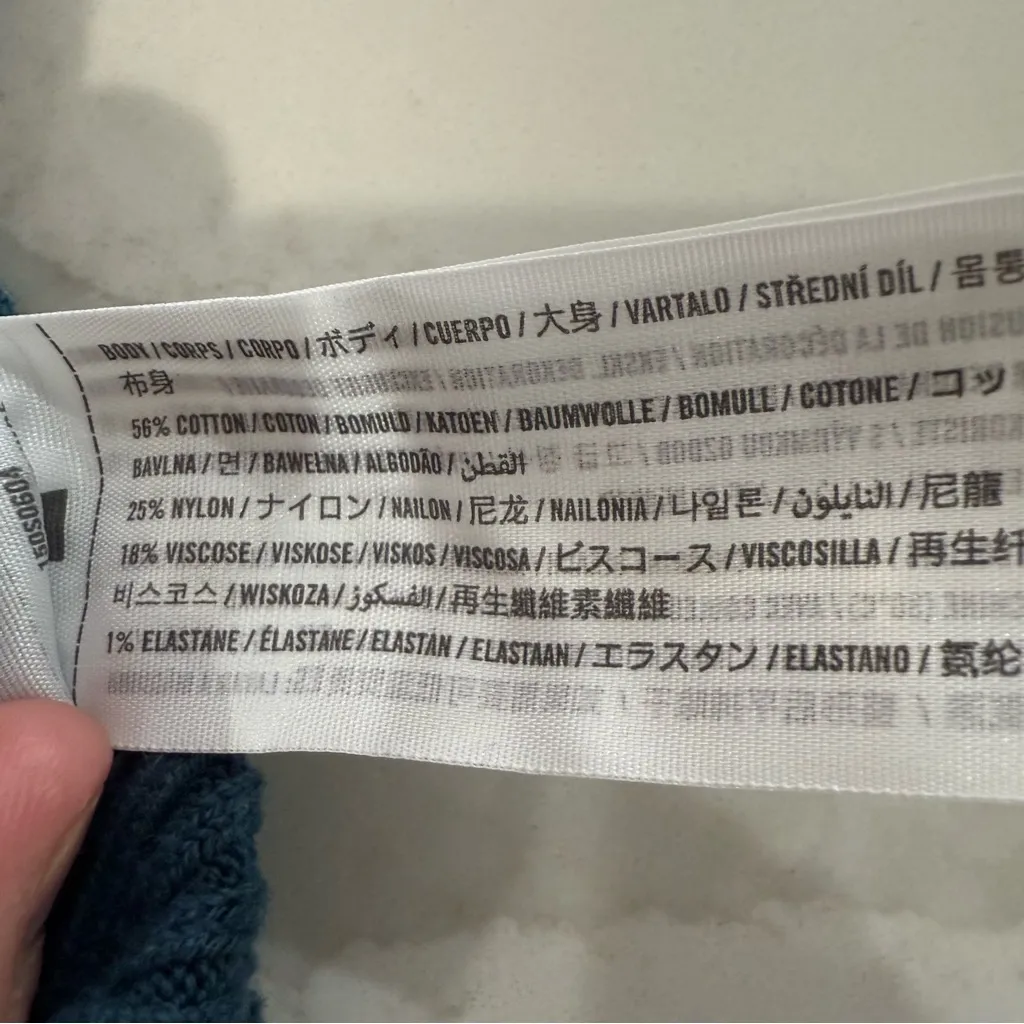 BODY / CORPS / CORPO / ボディ / CUERPO / 大身 / VARTALO / STŘEDNÍ DÍL / 몸통
布身
56% COTTON / COTON / BOMULD / KATOEN / BAUMWOLLE / BOMULL / COTONE / コッ
BAVLNA / 면 / BAWEŁNA / ALGODÃO / القطن
25% NYLON / ナイロン / NAILON / 尼龙 / NAILONIA / 나일론 / النايلون / 尼龍
18% VISCOSE / VISKOSE / VISKOS / VISCOSA / ビスコース / VISCOSILLA / 再生纤
비스코스 / WISKOZA / الفسكوز / 再生纖維素纖維
1% ELASTANE / ÉLASTANE / ELASTAN / ELASTAAN / エラスタン / ELASTANO / 氨纶